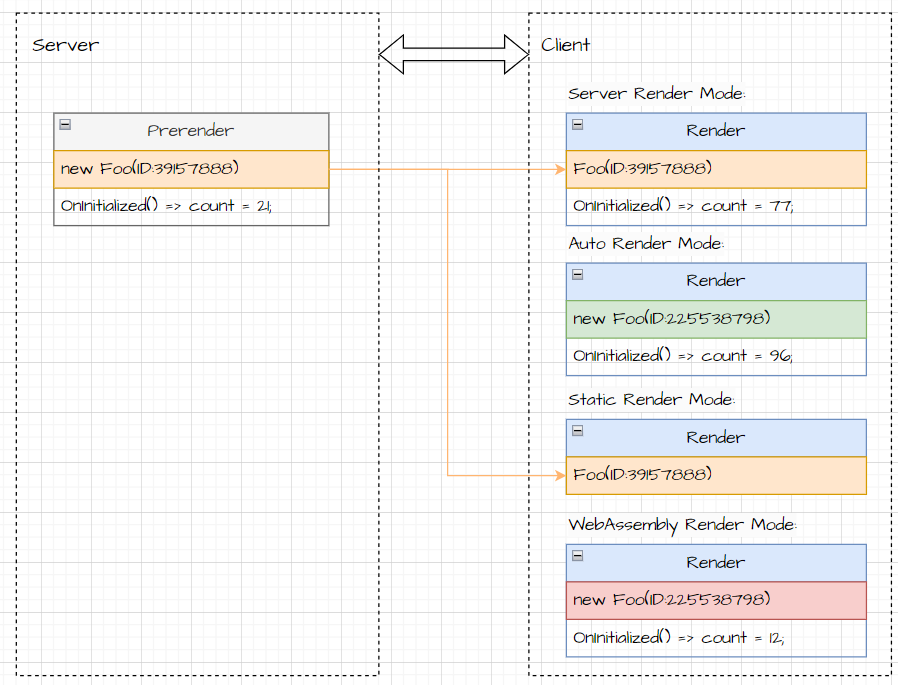 Server
Client
Prerender
new Foo(ID:39157888)
OnInitialized() => count = 21;
Server Render Mode:
Render
Foo(ID:39157888)
OnInitialized() => count = 77;
Auto Render Mode:
Render
new Foo(ID:225538798)
OnInitialized() => count = 96;
Static Render Mode:
Render
Foo(ID:39157888)
WebAssembly Render Mode:
Render
new Foo(ID:225538798)
OnInitialized() => count = 12;